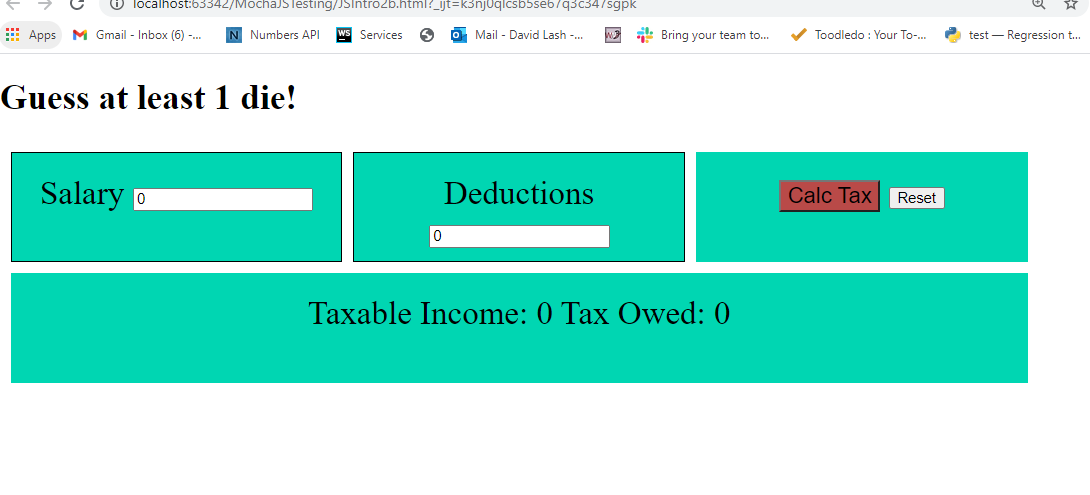 localhost:63342/MochaJSTesting/JSIntro2b.html?_ijt=k3nj0qlcsb5se67q3c347sgpk
Apps Gmail - Inbox (6) -... Numbers API Services Mail - David Lash -... Bring your team to... Toodledo : Your To-... test — Regression t...
Guess at least 1 die!
Salary 0
Deductions
0
Calc Tax Reset
Taxable Income: 0 Tax Owed: 0